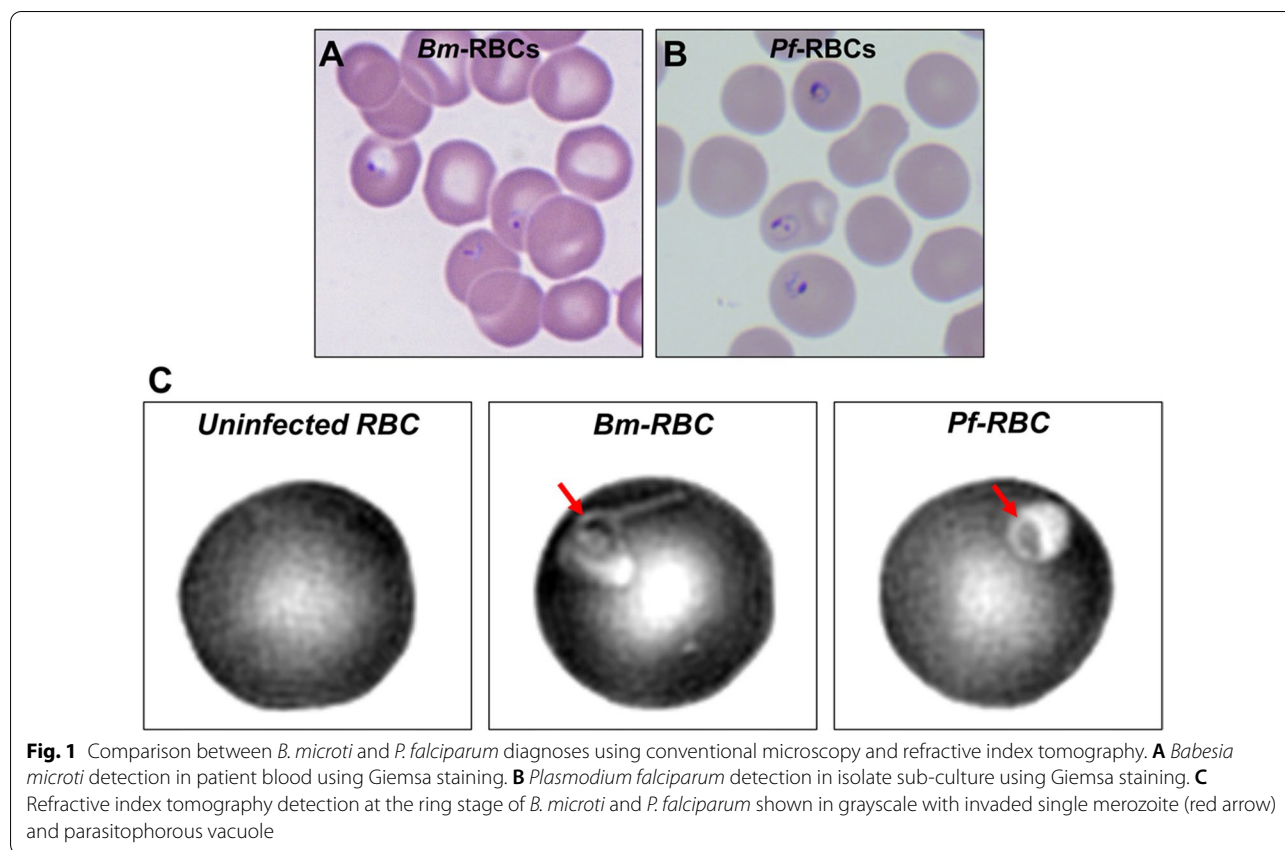 A
Bm-RBCs
B
Pf-RBCs
C
Uninfected RBC
Bm-RBC
Pf-RBC
Fig. 1 Comparison between B. microti and P. falciparum diagnoses using conventional microscopy and refractive index tomography. A Babesia
microti detection in patient blood using Giemsa staining. B Plasmodium falciparum detection in isolate sub-culture using Giemsa staining. C
Refractive index tomography detection at the ring stage of B. microti and P. falciparum shown in grayscale with invaded single merozoite (red arrow)
and parasitophorous vacuole